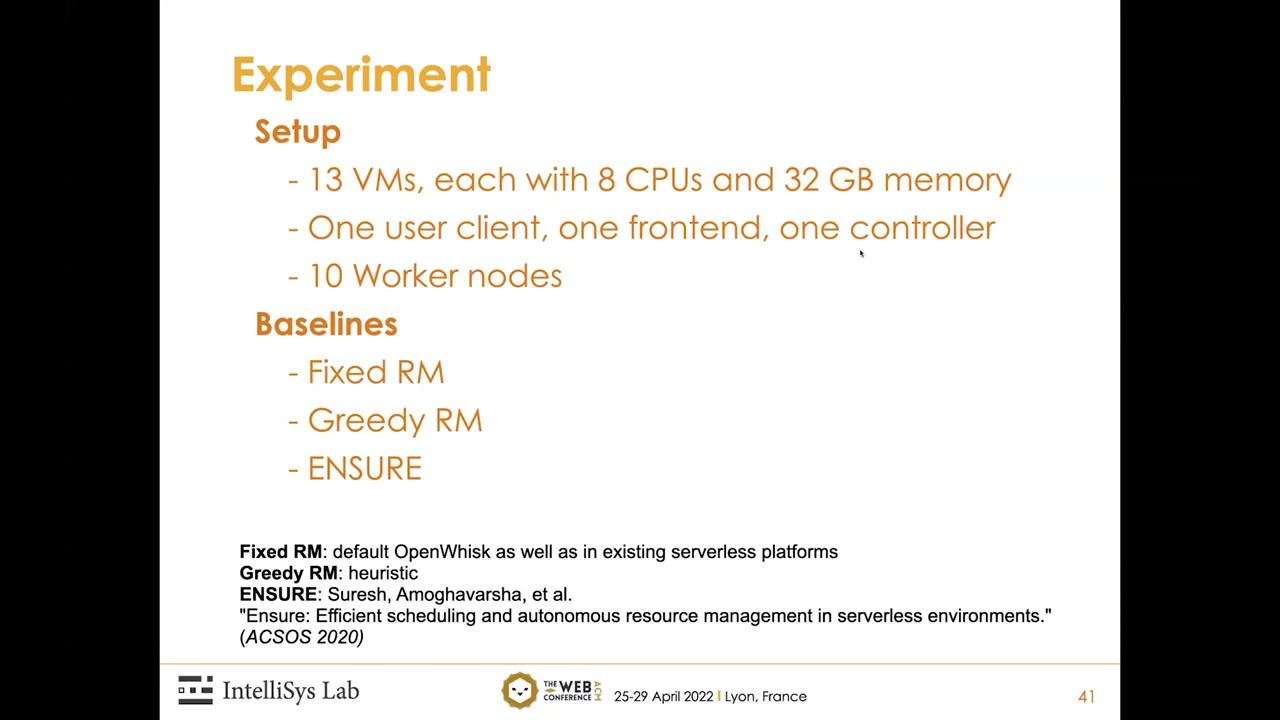 Experiment
Setup
- 13 VMs, each with 8 CPUs and 32 GB memory
- One user client, one frontend, one controller
- 10 Worker nodes
Baselines
- Fixed RM
- Greedy RM
- ENSURE
Fixed RM: default OpenWhisk as well as in existing serverless platforms
Greedy RM: heuristic
ENSURE: Suresh, Amoghavarsha, et al.
"Ensure: Efficient scheduling and autonomous resource management in serverless environments."
(ACSOS 2020)
IntelliSys Lab
THE WEB CONFERENCE ACM
25-29 April 2022 | Lyon, France
41